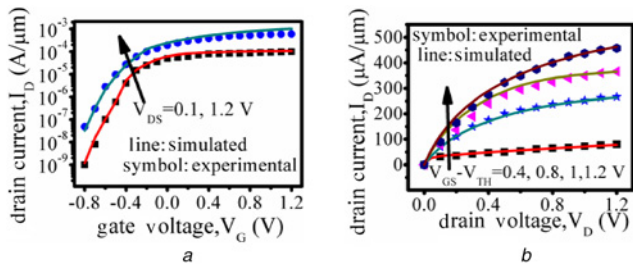 drain current,I_D (A/μm)
10^-3
10^-4
10^-5
10^-6
10^-7
10^-8
10^-9
V_DS=0.1, 1.2 V
line: simulated
symbol: experimental
-0.8 -0.4 0.0 0.4 0.8 1.2
gate voltage,V_G (V)
a
drain current,I_D (μA/μm)
500
400
300
200
100
0
symbol: experimental
line: simulated
V_GS-V_TH=0.4, 0.8, 1,1.2 V
0.0 0.4 0.8 1.2
drain voltage,V_D (V)
b